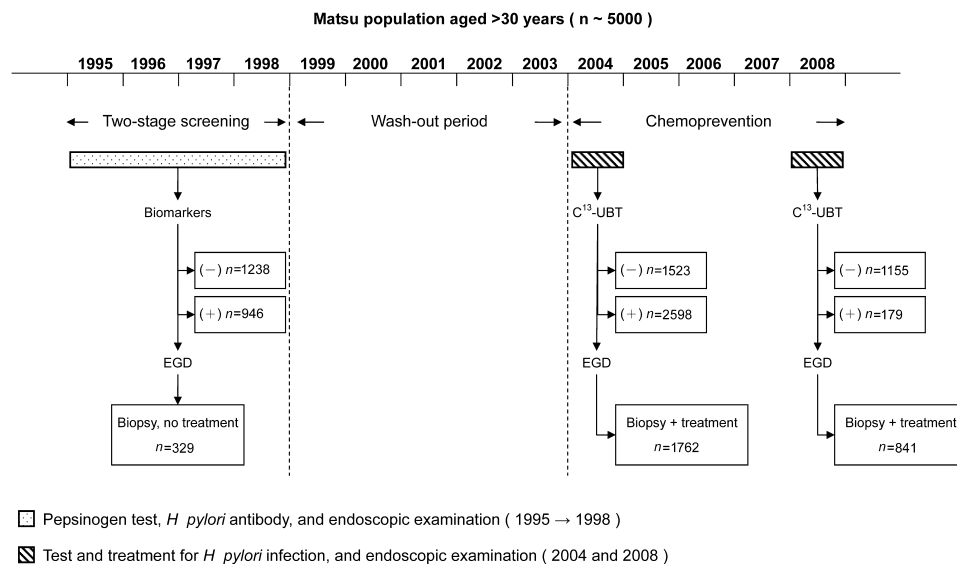 Matsu population aged >30 years ( n ~ 5000 )
1995 1996 1997 1998 1999 2000 2001 2002 2003 2004 2005 2006 2007 2008
Two-stage screening Wash-out period Chemoprevention
Biomarkers C¹³-UBT C¹³-UBT
(−) n=1238 (−) n=1523 (−) n=1155
(+) n=946 (+) n=2598 (+) n=179
EGD EGD EGD
Biopsy, no treatment Biopsy + treatment Biopsy + treatment
n=329 n=1762 n=841
Pepsinogen test, H pylori antibody, and endoscopic examination ( 1995 → 1998 )
Test and treatment for H pylori infection, and endoscopic examination ( 2004 and 2008 )